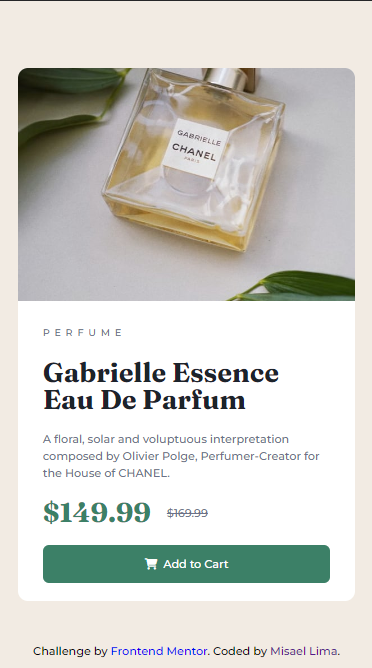 GABRIELLE
CHANEL
PARIS
PERFUME
Gabrielle Essence
Eau De Parfum
A floral, solar and voluptuous interpretation
composed by Olivier Polge, Perfumer-Creator for
the House of CHANEL.
$149.99 $169.99
Add to Cart
Challenge by Frontend Mentor. Coded by Misael Lima.